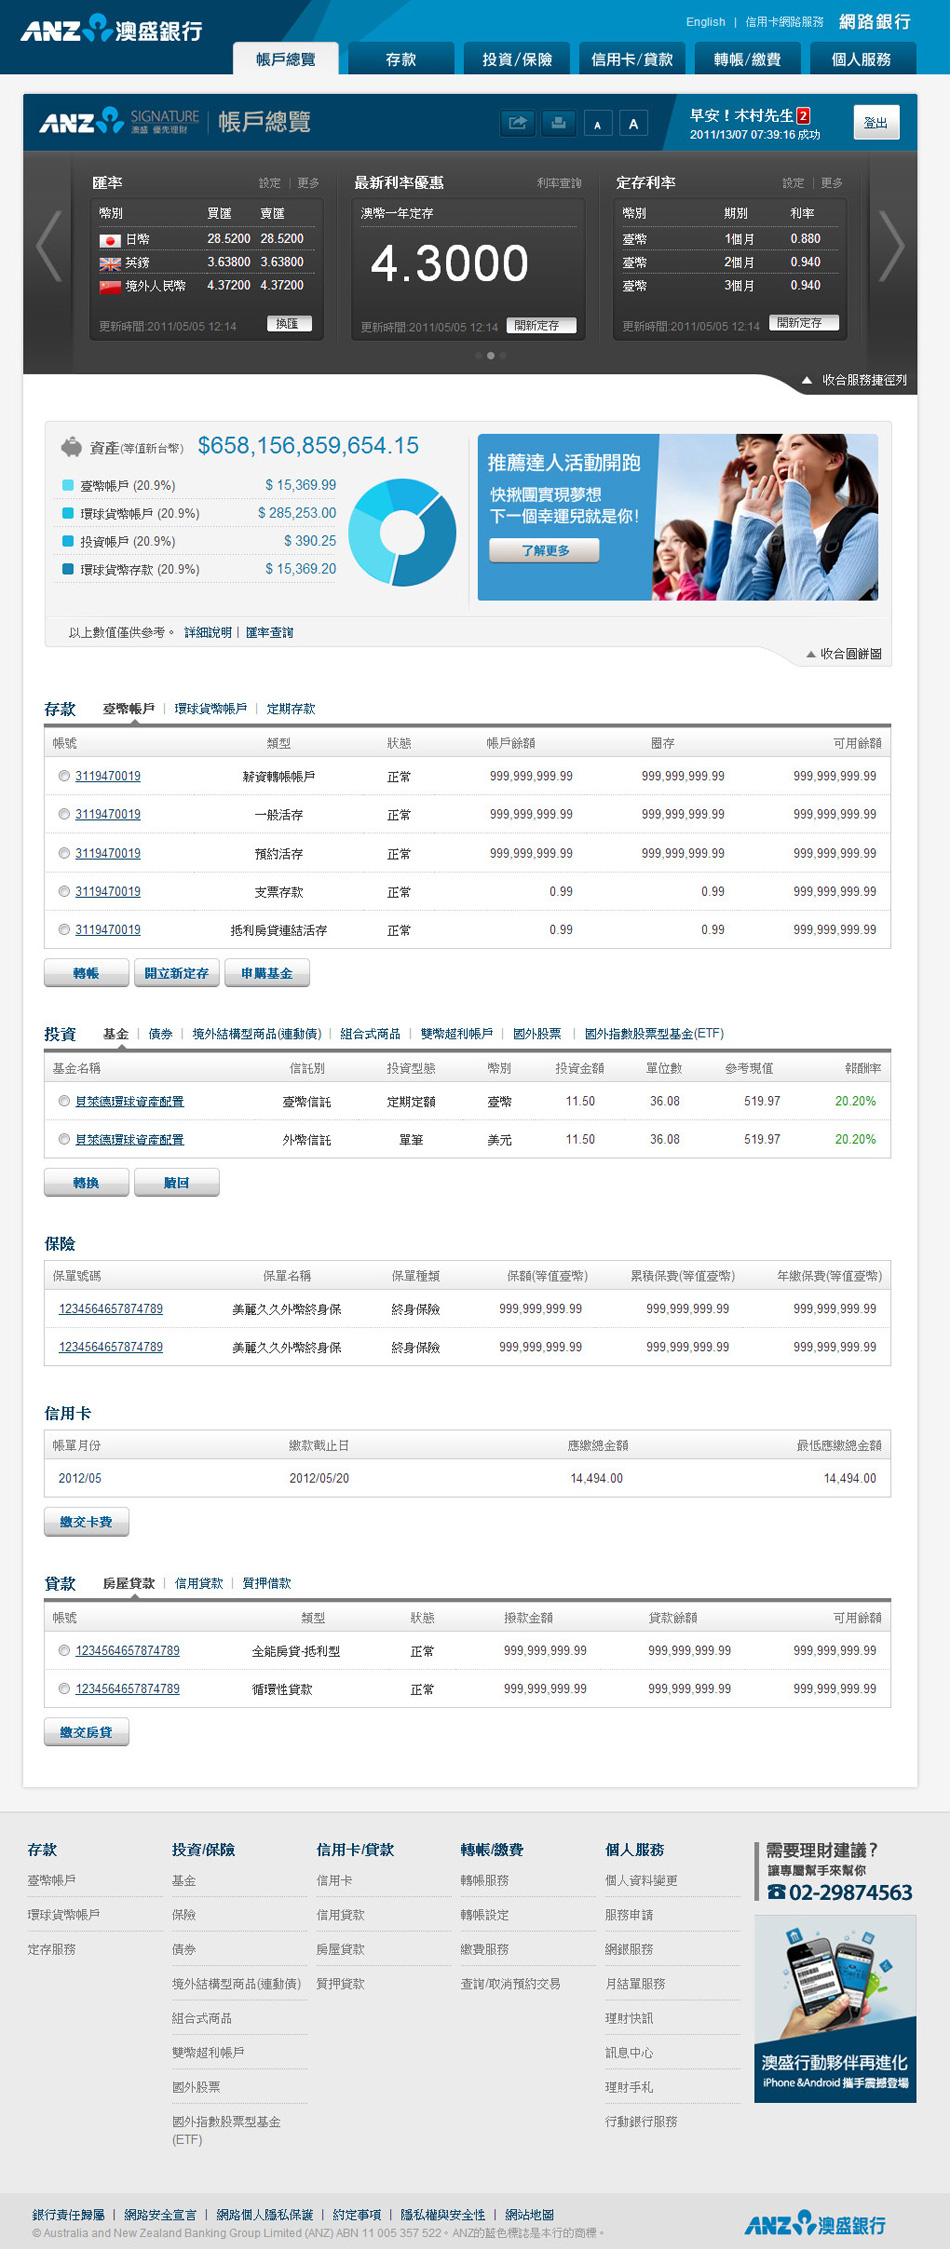 ANZ 澳盛銀行
English | 信用卡網路服務 網路銀行
帳戶總覽 存款 投資/保險 信用卡/貸款 轉帳/繳費 個人服務
ANZ SIGNATURE 澳盛 優先理財 | 帳戶總覽
A A
早安！木村先生 2
2011/13/07 07:39:16 成功
登出
匯率 設定 | 更多
幣別 買匯 賣匯
日幣 28.5200 28.5200
英鎊 3.63800 3.63800
境外人民幣 4.37200 4.37200
更新時間:2011/05/05 12:14 換匯
最新利率優惠 利率查詢
澳幣一年定存
4.3000
更新時間:2011/05/05 12:14 開新定存
定存利率 設定 | 更多
幣別 期別 利率
臺幣 1個月 0.880
臺幣 2個月 0.940
臺幣 3個月 0.940
更新時間:2011/05/05 12:14 開新定存
收合服務捷徑列
資產(等值新台幣) $658,156,859,654.15
臺幣帳戶 (20.9%) $ 15,369.99
環球貨幣帳戶 (20.9%) $ 285,253.00
投資帳戶 (20.9%) $ 390.25
環球貨幣存款 (20.9%) $ 15,369.20
推薦達人活動開跑
快揪團實現夢想
下一個幸運兒就是你!
了解更多
以上數值僅供參考。 詳細說明 | 匯率查詢
收合圓餅圖
存款 臺幣帳戶 | 環球貨幣帳戶 | 定期存款
帳號 類型 狀態 帳戶餘額 圈存 可用餘額
3119470019 薪資轉帳帳戶 正常 999,999,999.99 999,999,999.99 999,999,999.99
3119470019 一般活存 正常 999,999,999.99 999,999,999.99 999,999,999.99
3119470019 預約活存 正常 999,999,999.99 999,999,999.99 999,999,999.99
3119470019 支票存款 正常 0.99 0.99 999,999,999.99
3119470019 抵利房貸連結活存 正常 0.99 0.99 999,999,999.99
轉帳 開立新定存 申購基金
投資 基金 | 債券 | 境外結構型商品(連動債) | 組合式商品 | 雙幣超利帳戶 | 國外股票 | 國外指數股票型基金(ETF)
基金名稱 信託別 投資型態 幣別 投資金額 單位數 參考現值 報酬率
貝萊德環球資產配置 臺幣信託 定期定額 臺幣 11.50 36.08 519.97 20.20%
貝萊德環球資產配置 外幣信託 單筆 美元 11.50 36.08 519.97 20.20%
轉換 贖回
保險
保單號碼 保單名稱 保單種類 保額(等值臺幣) 累積保費(等值臺幣) 年繳保費(等值臺幣)
1234564657874789 美麗久久外幣終身保 終身保險 999,999,999.99 999,999,999.99 999,999,999.99
1234564657874789 美麗久久外幣終身保 終身保險 999,999,999.99 999,999,999.99 999,999,999.99
信用卡
帳單月份 繳款截止日 應繳總金額 最低應繳總金額
2012/05 2012/05/20 14,494.00 14,494.00
繳交卡費
貸款 房屋貸款 | 信用貸款 | 質押借款
帳號 類型 狀態 撥款金額 貸款餘額 可用餘額
1234564657874789 全能房貸-抵利型 正常 999,999,999.99 999,999,999.99 999,999,999.99
1234564657874789 循環性貸款 正常 999,999,999.99 999,999,999.99 999,999,999.99
繳交房貸
存款
臺幣帳戶
環球貨幣帳戶
定存服務
投資/保險
基金
保險
債券
境外結構型商品(連動債)
組合式商品
雙幣超利帳戶
國外股票
國外指數股票型基金
(ETF)
信用卡/貸款
信用卡
信用貸款
房屋貸款
質押貸款
轉帳/繳費
轉帳服務
轉帳設定
繳費服務
查詢/取消預約交易
個人服務
個人資料變更
服務申請
網銀服務
月結單服務
理財快訊
訊息中心
理財手札
行動銀行服務
需要理財建議？
讓專屬幫手來幫你
☎02-29874563
澳盛行動夥伴再進化
iPhone &Android 攜手震撼登場
銀行責任歸屬 | 網路安全宣言 | 網路個人隱私保護 | 約定事項 | 隱私權與安全性 | 網站地圖
© Australia and New Zealand Banking Group Limited (ANZ) ABN 11 005 357 522。ANZ的藍色標誌是本行的商標。
ANZ 澳盛銀行